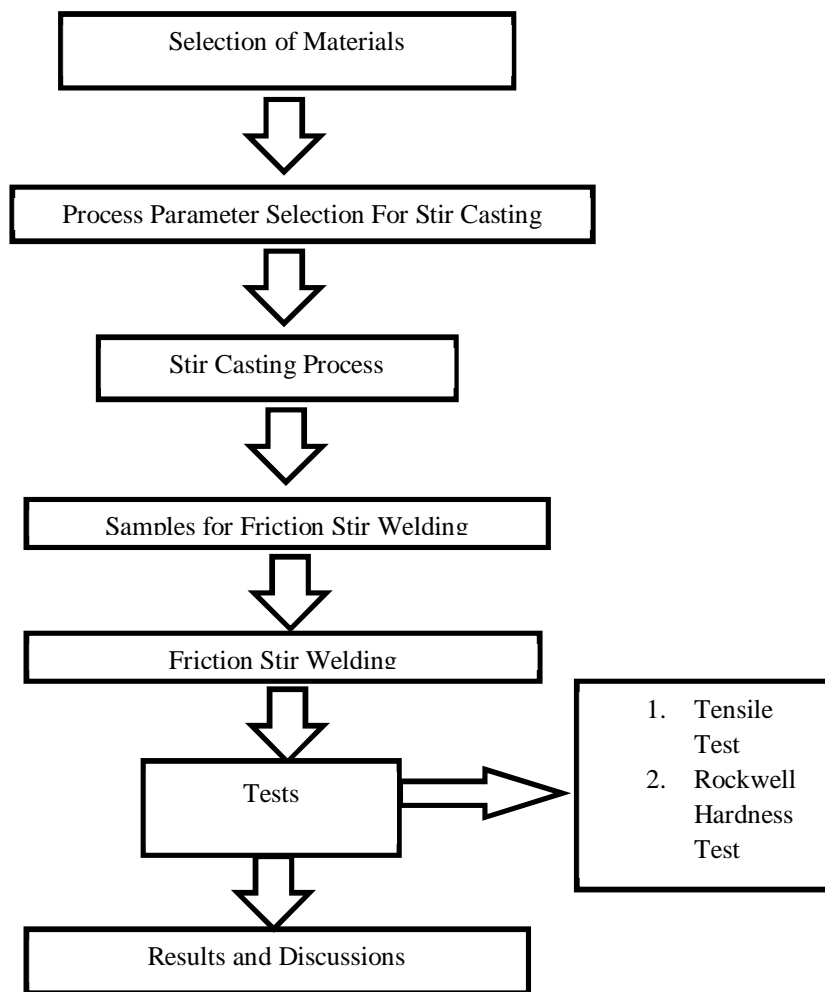 Selection of Materials
Process Parameter Selection For Stir Casting
Stir Casting Process
Samples for Friction Stir Welding
Friction Stir Welding
Tests
1. Tensile
Test
2. Rockwell
Hardness
Test
Results and Discussions